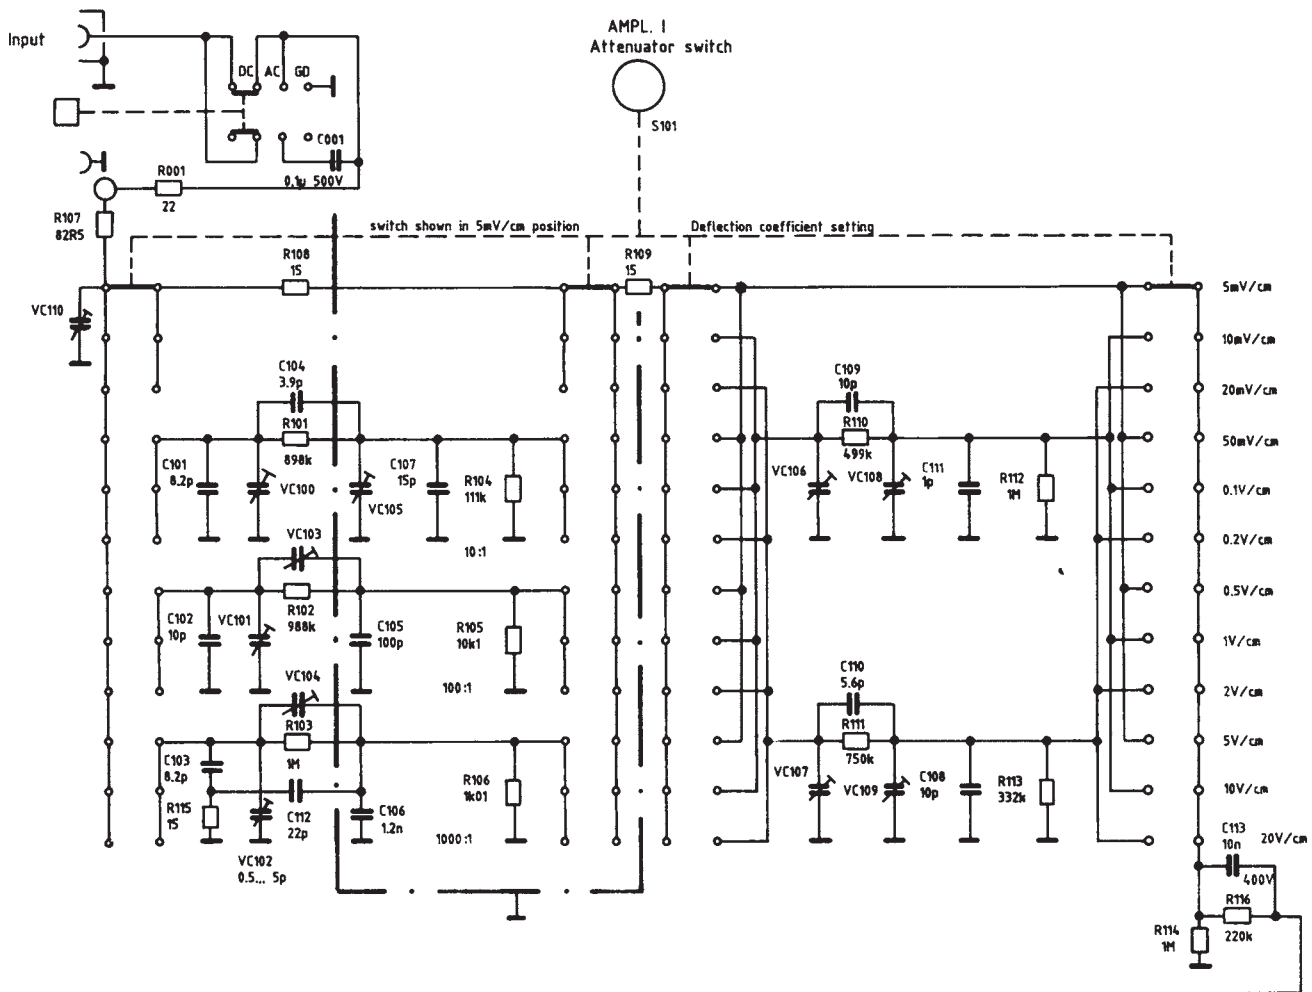 AMPL. I
Attenuator switch
Input
DC AC GD
S101
C001
0.1µ 500V
R001
22
R107
82R5
switch shown in 5mV/cm position
Deflection coefficient setting
R108
15
R109
15
VC110
5mV/cm
10mV/cm
20mV/cm
50mV/cm
0.1V/cm
0.2V/cm
0.5V/cm
1V/cm
2V/cm
5V/cm
10V/cm
20V/cm
C104
3.9p
R101
898k
C101
8.2p
VC100
VC105
C107
15p
R104
111k
10:1
C109
10p
R110
499k
VC106
VC108
C111
1p
R112
1M
VC103
R102
988k
C102
10p
VC101
C105
100p
R105
10k1
100:1
VC104
R103
1M
C103
8.2p
R115
15
C112
22p
C106
1.2n
R106
1k01
1000:1
VC102
0.5... 5p
C110
5.6p
R111
750k
VC107
VC109
C108
10p
R113
332k
C113
10n
400V
R116
220k
R114
1M